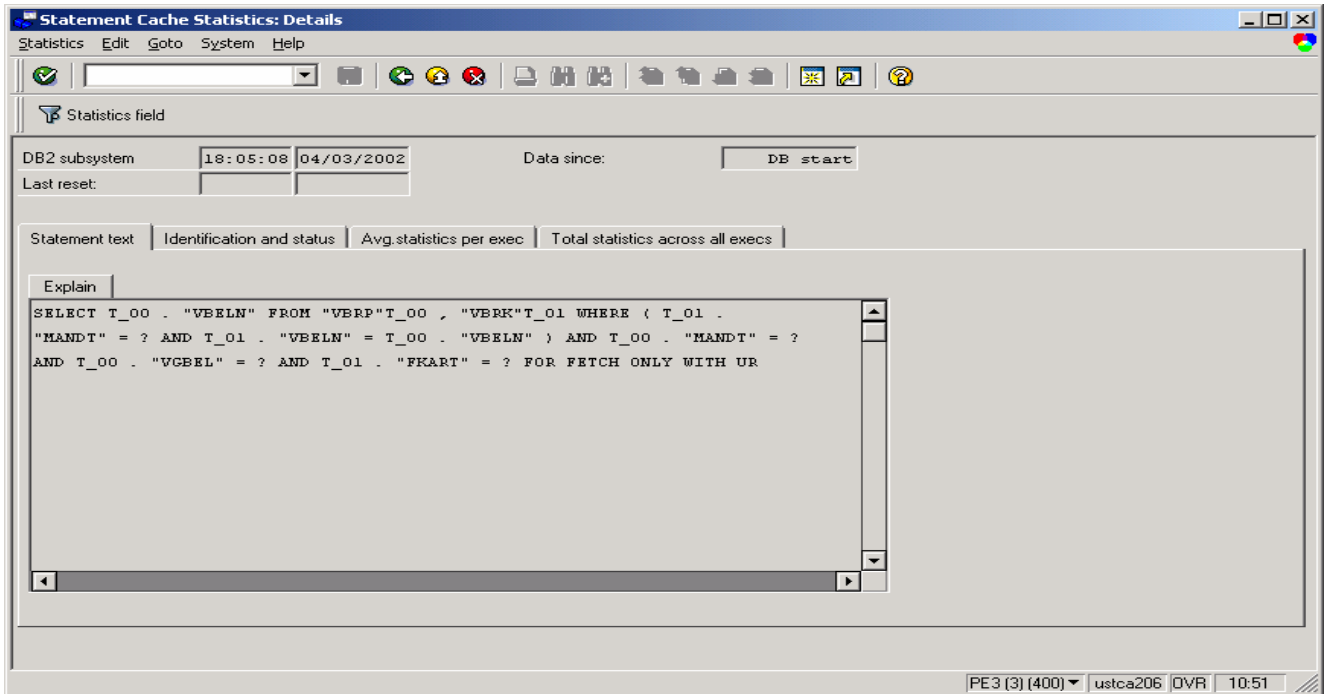 Statement Cache Statistics: Details
Statistics Edit Goto System Help
Statistics field
DB2 subsystem 18:05:08 04/03/2002 Data since: DB start
Last reset:
Statement text Identification and status Avg.statistics per exec Total statistics across all execs
Explain
SELECT T_00 . "VBELN" FROM "VBRP"T_00 , "VBRK"T_01 WHERE ( T_01 .
"MANDT" = ? AND T_01 . "VBELN" = T_00 . "VBELN" ) AND T_00 . "MANDT" = ?
AND T_00 . "VGBEL" = ? AND T_01 . "FKART" = ? FOR FETCH ONLY WITH UR
PE3 (3) (400) ustca206 OVR 10:51